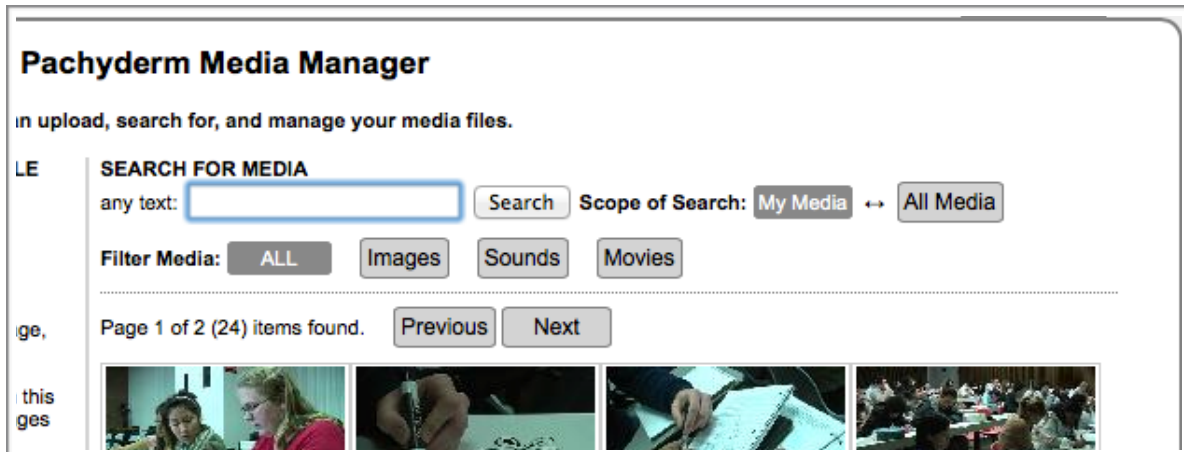 Pachyderm Media Manager
an upload, search for, and manage your media files.
LE
SEARCH FOR MEDIA
any text: Search Scope of Search: My Media ↔ All Media
Filter Media: ALL Images Sounds Movies
ge,
Page 1 of 2 (24) items found. Previous Next
this
ges